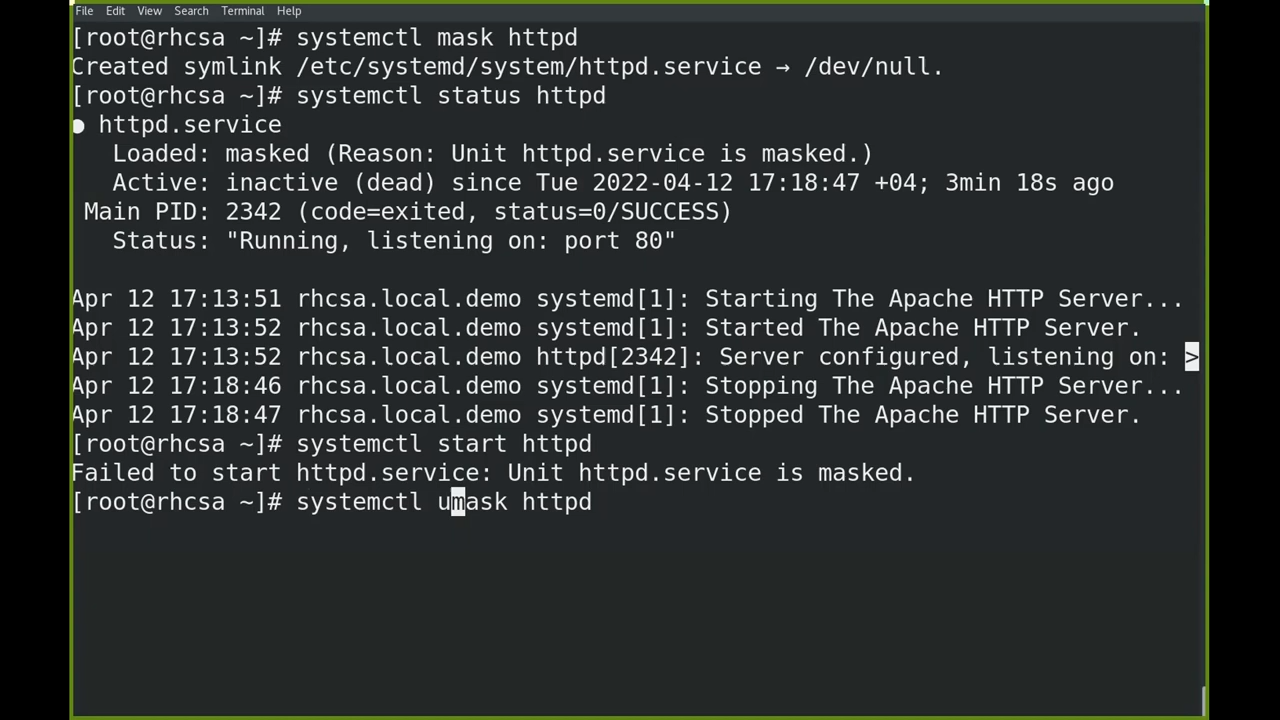 File Edit View Search Terminal Help
[root@rhcsa ~]# systemctl mask httpd
Created symlink /etc/systemd/system/httpd.service → /dev/null.
[root@rhcsa ~]# systemctl status httpd
● httpd.service
   Loaded: masked (Reason: Unit httpd.service is masked.)
   Active: inactive (dead) since Tue 2022-04-12 17:18:47 +04; 3min 18s ago
 Main PID: 2342 (code=exited, status=0/SUCCESS)
   Status: "Running, listening on: port 80"
Apr 12 17:13:51 rhcsa.local.demo systemd[1]: Starting The Apache HTTP Server...
Apr 12 17:13:52 rhcsa.local.demo systemd[1]: Started The Apache HTTP Server.
Apr 12 17:13:52 rhcsa.local.demo httpd[2342]: Server configured, listening on: >
Apr 12 17:18:46 rhcsa.local.demo systemd[1]: Stopping The Apache HTTP Server...
Apr 12 17:18:47 rhcsa.local.demo systemd[1]: Stopped The Apache HTTP Server.
[root@rhcsa ~]# systemctl start httpd
Failed to start httpd.service: Unit httpd.service is masked.
[root@rhcsa ~]# systemctl umask httpd